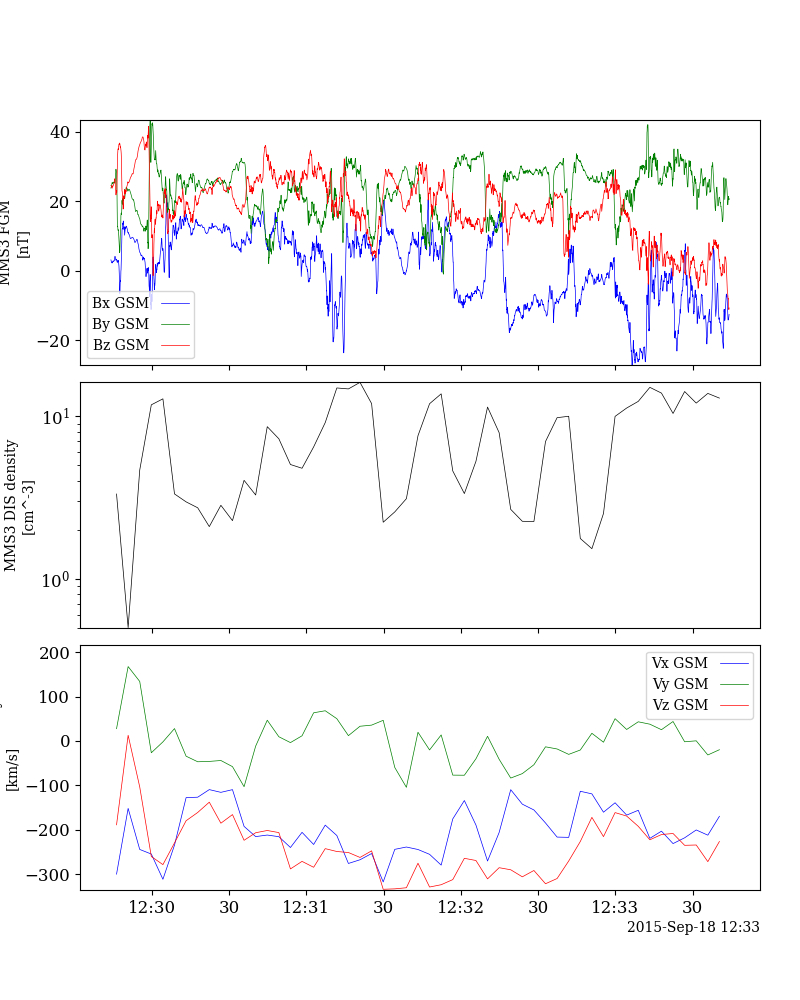 40
20
0
−20
MMS3 FGM
[nT]
Bx GSM
By GSM
Bz GSM
10^1
10^0
MMS3 DIS density
[cm^-3]
200
100
0
−100
−200
−300
[km/s]
Vx GSM
Vy GSM
Vz GSM
12:30 30 12:31 30 12:32 30 12:33 30
2015-Sep-18 12:33